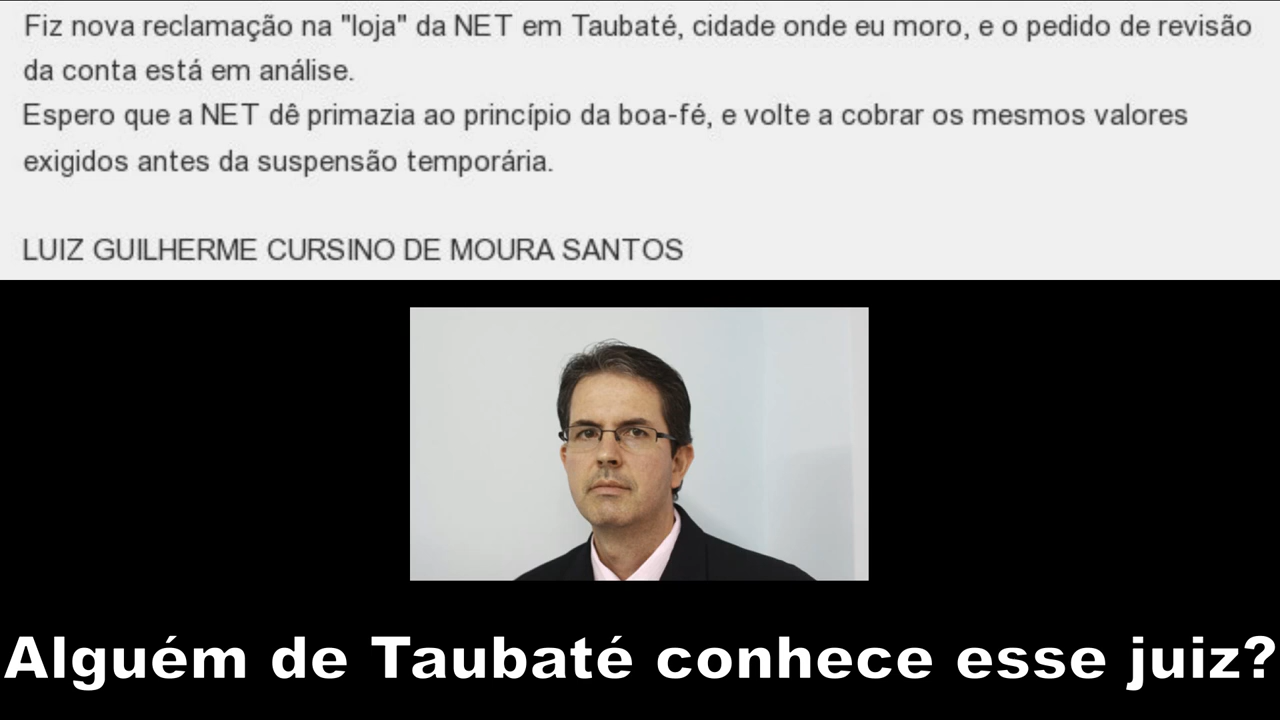 Fiz nova reclamação na "loja" da NET em Taubaté, cidade onde eu moro, e o pedido de revisão
da conta está em análise.
Espero que a NET dê primazia ao princípio da boa-fé, e volte a cobrar os mesmos valores
exigidos antes da suspensão temporária.
LUIZ GUILHERME CURSINO DE MOURA SANTOS
Alguém de Taubaté conhece esse juiz?